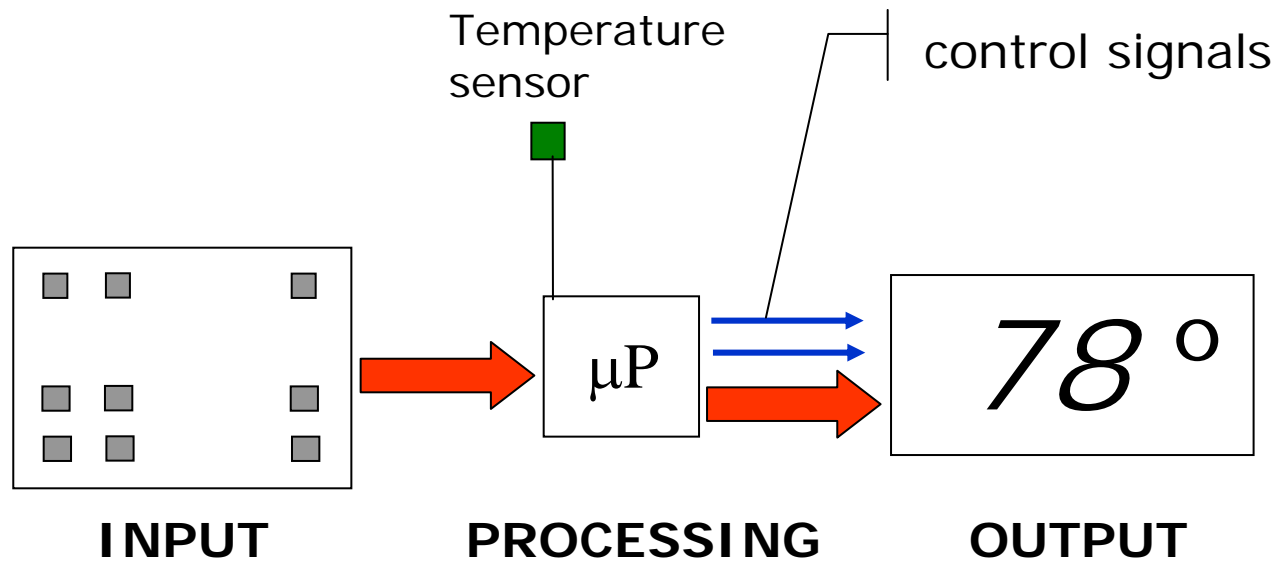 Temperature
sensor
control signals
μP
78°
INPUT
PROCESSING
OUTPUT